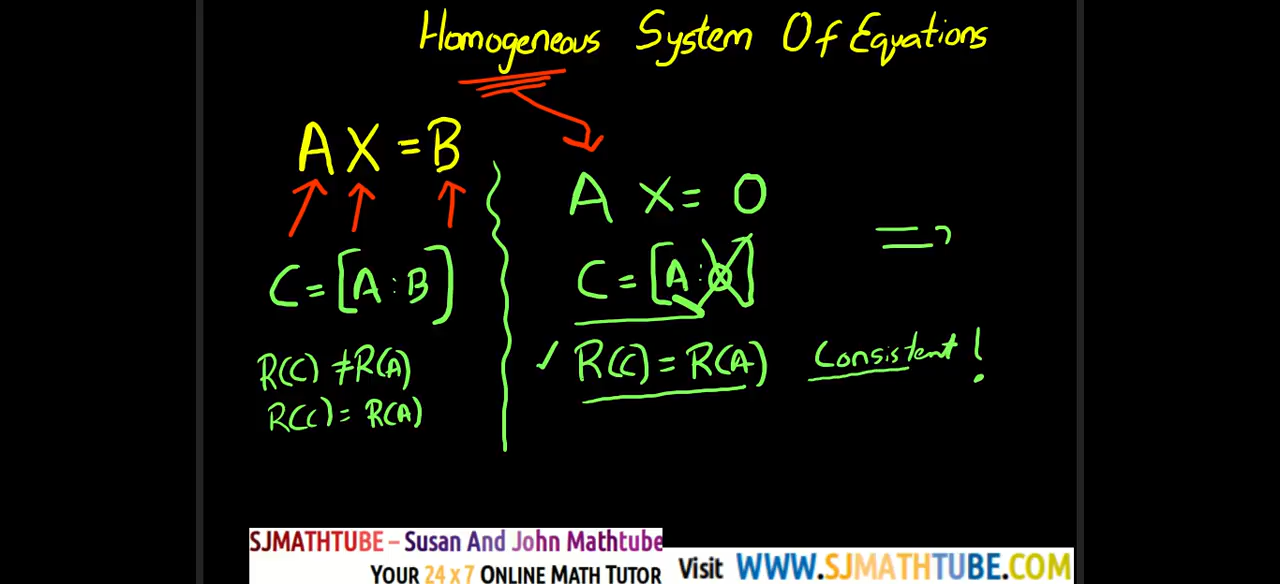 Homogeneous System Of Equations
AX=B
C=[A:B]
R(C)≠R(A)
R(C)=R(A)
A X=0
C=[A:0]
✓ R(C)=R(A) Consistent!
SJMATHTUBE – Susan And John Mathtube
YOUR 24 x 7 ONLINE MATH TUTOR
Visit WWW.SJMATHTUBE.COM